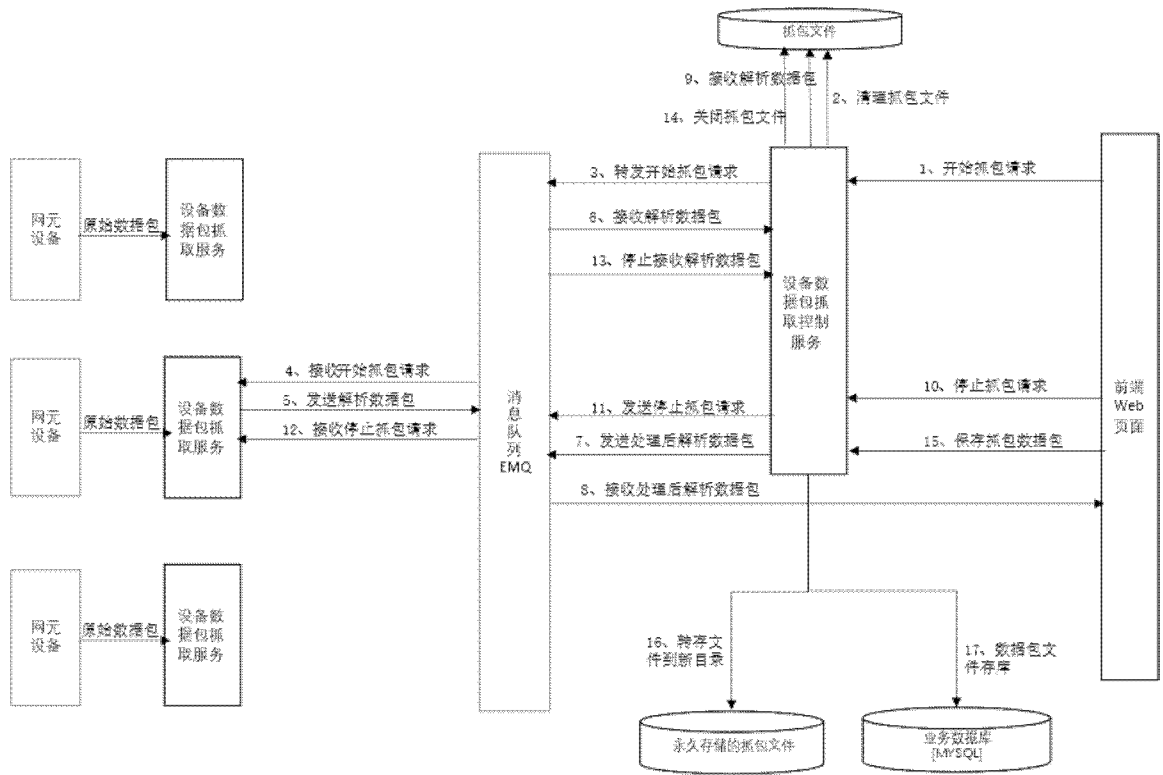 抓包文件
9、接收解析数据包
2、清理抓包文件
14、关闭抓包文件
3、转发开始抓包请求
1、开始抓包请求
网元
设备
原始数据包
设备数
据包抓
取服务
6、接收解析数据包
13、停止接收解析数据包
设备数
据包抓
取控制
服务
4、接收开始抓包请求
5、发送解析数据包
12、接收停止抓包请求
网元
设备
原始数据包
设备数
据包抓
取服务
消
息
队
列
EMQ
10、停止抓包请求
11、发送停止抓包请求
7、发送处理后解析数据包
15、保存抓包数据包
8、接收处理后解析数据包
前端
Web
页面
网元
设备
原始数据包
设备数
据包抓
取服务
16、转存文
件到新目录
17、数据包文
件存库
永久存储的抓包文件
业务数据库
[MYSQL]